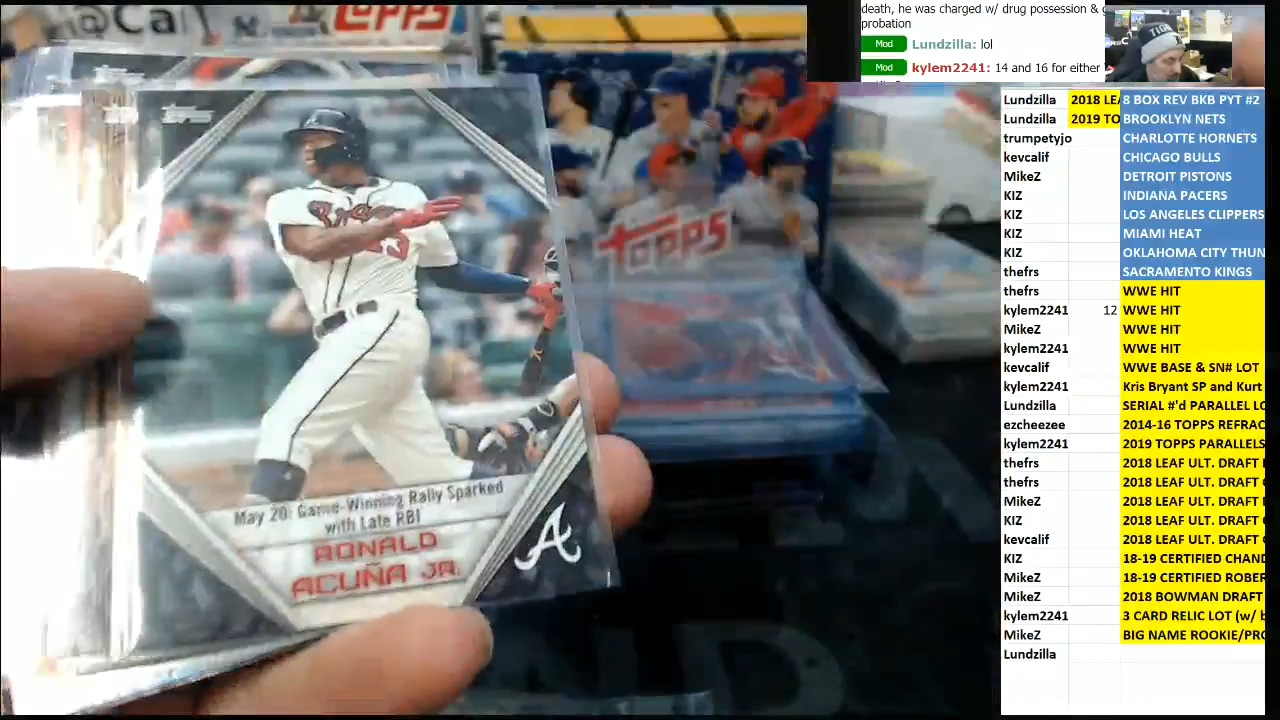 @Ca
TOPPS
death, he was charged w/ drug possession &
probation
Mod Lundzilla: lol
Mod kylem2241: 14 and 16 for either
TOPPS
topps
Braves
May 20: Game-Winning Rally Sparked
with Late RBI
RONALD
ACUÑA JR.
A
Lundzilla 2018 LEA 8 BOX REV BKB PYT #2
Lundzilla 2019 TO BROOKLYN NETS
trumpetyjo CHARLOTTE HORNETS
kevcalif CHICAGO BULLS
MikeZ DETROIT PISTONS
KIZ INDIANA PACERS
KIZ LOS ANGELES CLIPPERS
KIZ MIAMI HEAT
KIZ OKLAHOMA CITY THUN
thefrs SACRAMENTO KINGS
thefrs WWE HIT
kylem2241 12 WWE HIT
MikeZ WWE HIT
kylem2241 WWE HIT
kevcalif WWE BASE & SN# LOT
kylem2241 Kris Bryant SP and Kurt
Lundzilla SERIAL #'d PARALLEL LO
ezcheezee 2014-16 TOPPS REFRAC
kylem2241 2019 TOPPS PARALLELS
thefrs 2018 LEAF ULT. DRAFT
thefrs 2018 LEAF ULT. DRAFT
MikeZ 2018 LEAF ULT. DRAFT
KIZ 2018 LEAF ULT. DRAFT
kevcalif 2018 LEAF ULT. DRAFT
KIZ 18-19 CERTIFIED CHAND
MikeZ 18-19 CERTIFIED ROBER
MikeZ 2018 BOWMAN DRAFT
kylem2241 3 CARD RELIC LOT (w/ b
MikeZ BIG NAME ROOKIE/PRO
Lundzilla